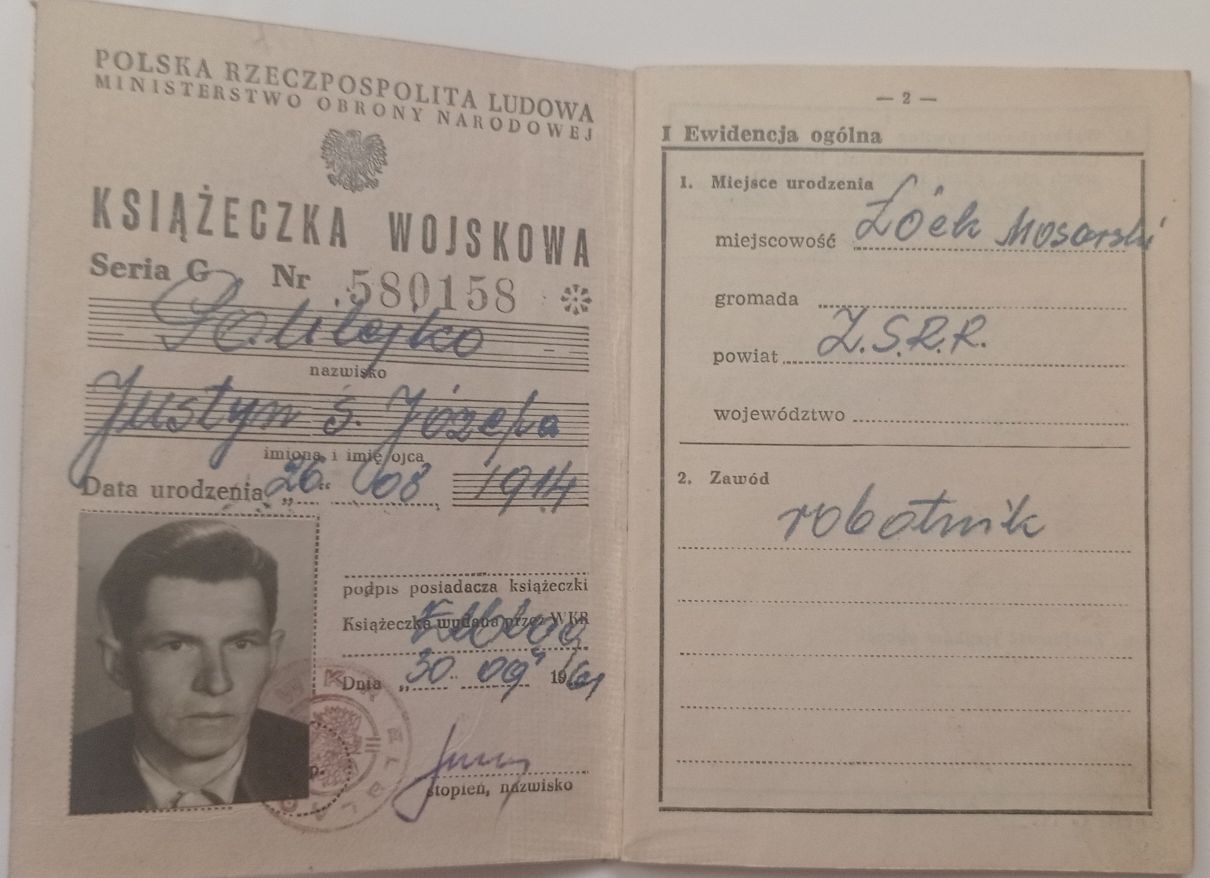 POLSKA RZECZPOSPOLITA LUDOWA
MINISTERSTWO OBRONY NARODOWEJ
KSIĄŻECZKA WOJSKOWA
Seria G Nr 580158
nazwisko
Justyn s. Józefa
imiona i imię ojca
Data urodzenia „26" 08 1914
podpis posiadacza książeczki
Książeczka wydana przez WKR
Dnia „30" 09 1961
stopień, nazwisko
— 2 —
I Ewidencja ogólna
1. Miejsce urodzenia
miejscowość
gromada
powiat Z.S.R.R.
województwo
2. Zawód
robotnik